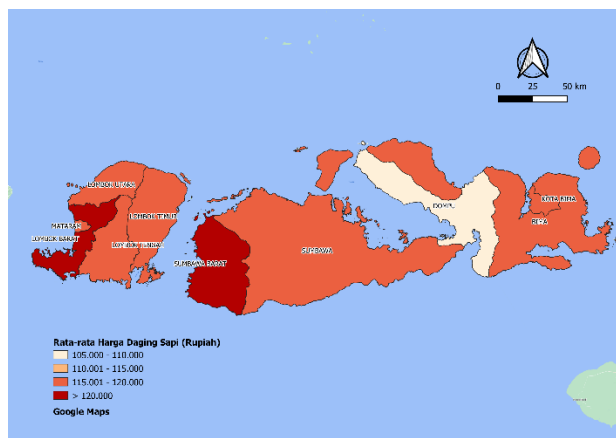 0 25 50 km
LOMBOK UTARA
LOMBOK TIMUR
MATARAM
LOMBOK BARAT
LOMBOK TENGAH
SUMBAWA BARAT
SUMBAWA
DOMPU
KOTA BIMA
BIMA
Rata-rata Harga Daging Sapi (Rupiah)
105.000 - 110.000
110.001 - 115.000
115.001 - 120.000
> 120.000
Google Maps